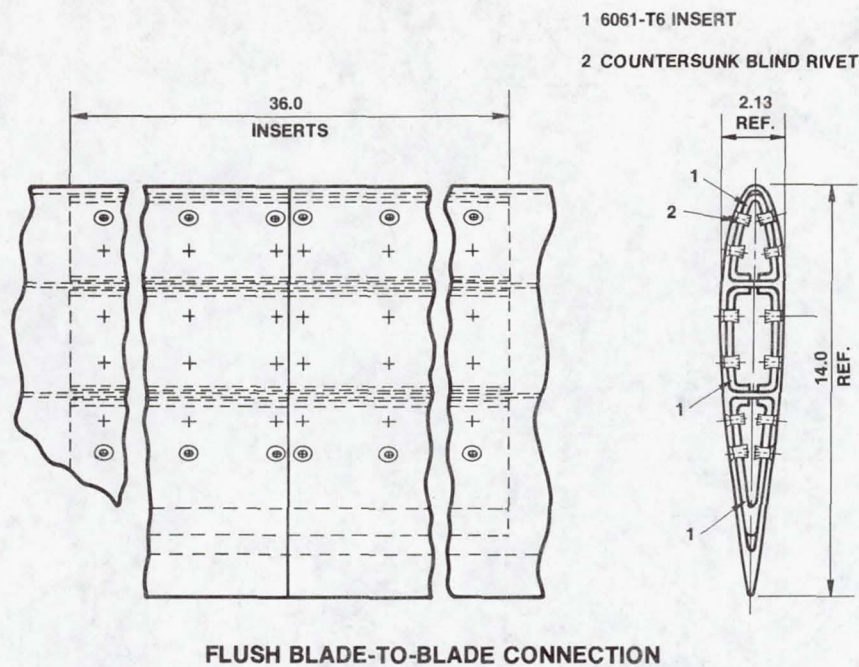 1 6061-T6 INSERT
2 COUNTERSUNK BLIND RIVET
36.0
INSERTS
2.13
REF.
1
2
14.0
REF.
1
1
FLUSH BLADE-TO-BLADE CONNECTION